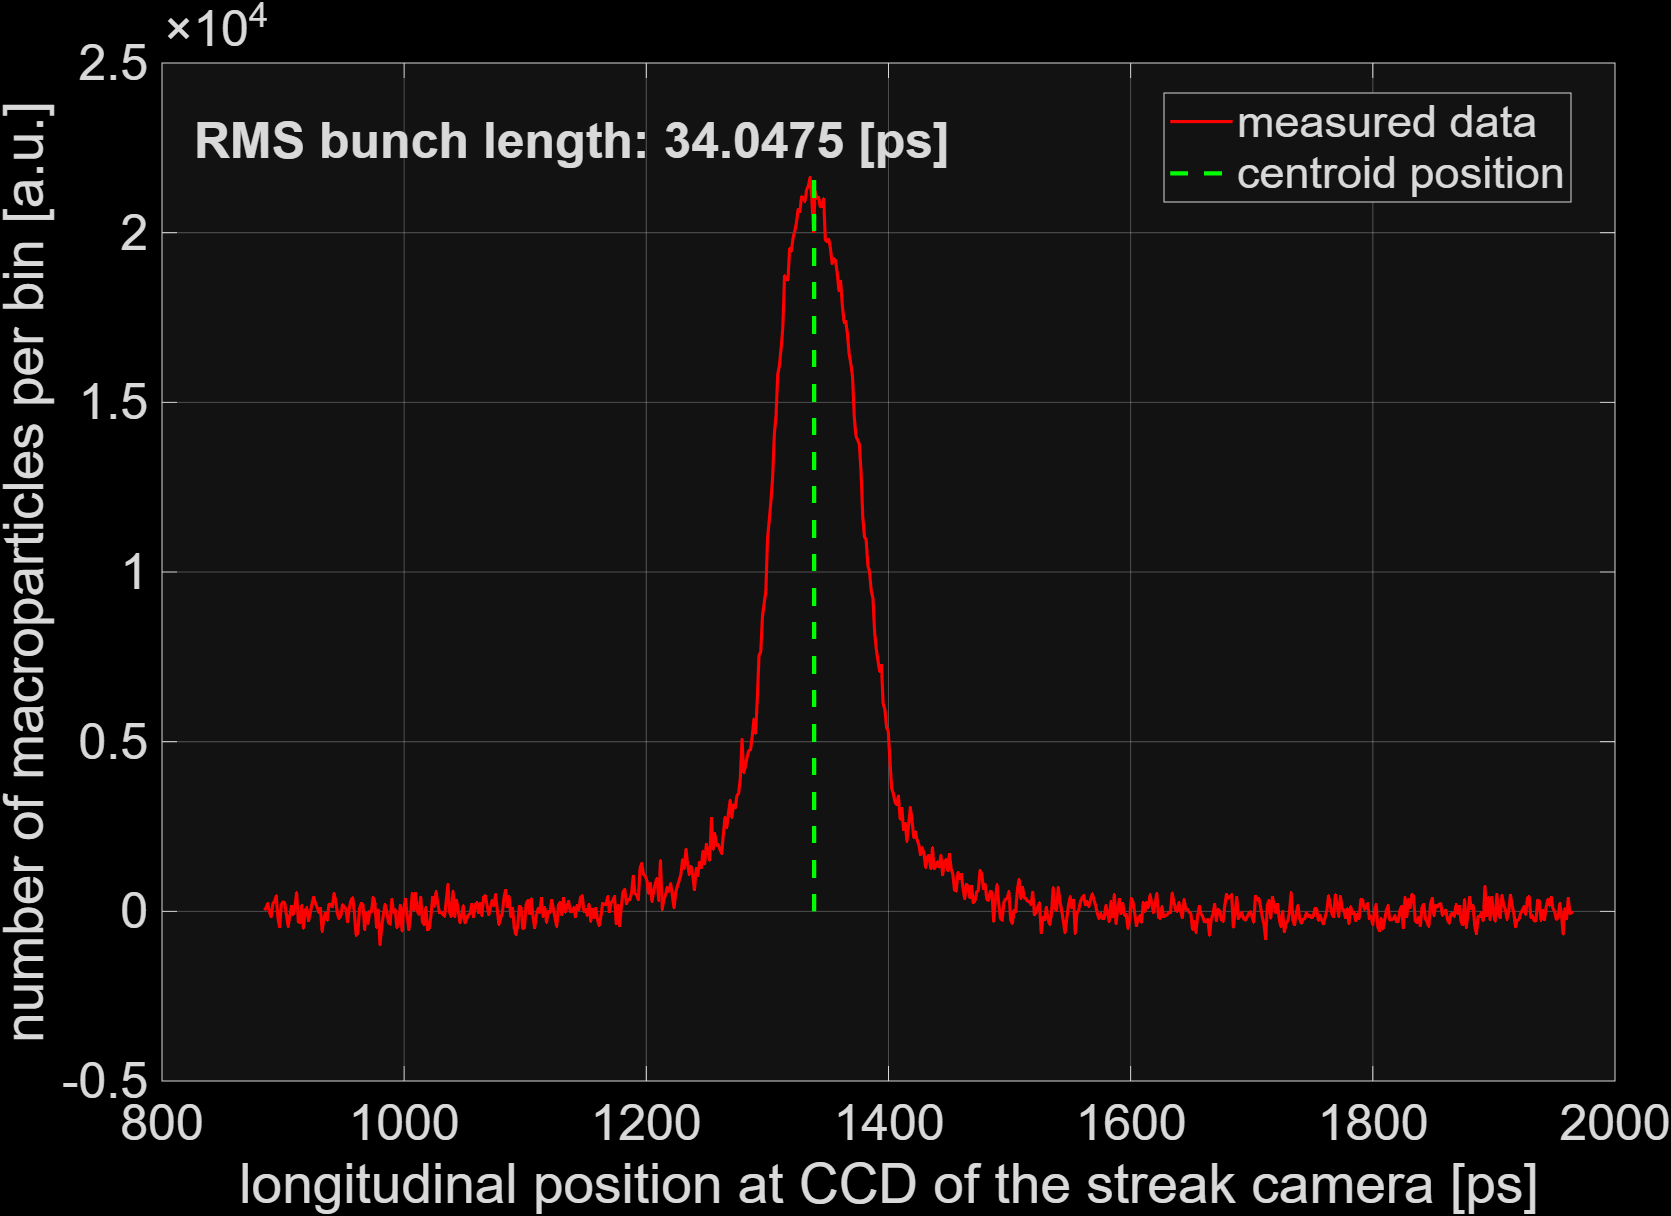 ×10⁴
2.5
2
1.5
1
0.5
0
-0.5
number of macroparticles per bin [a.u.]
RMS bunch length: 34.0475 [ps]
measured data
centroid position
800 1000 1200 1400 1600 1800 2000
longitudinal position at CCD of the streak camera [ps]